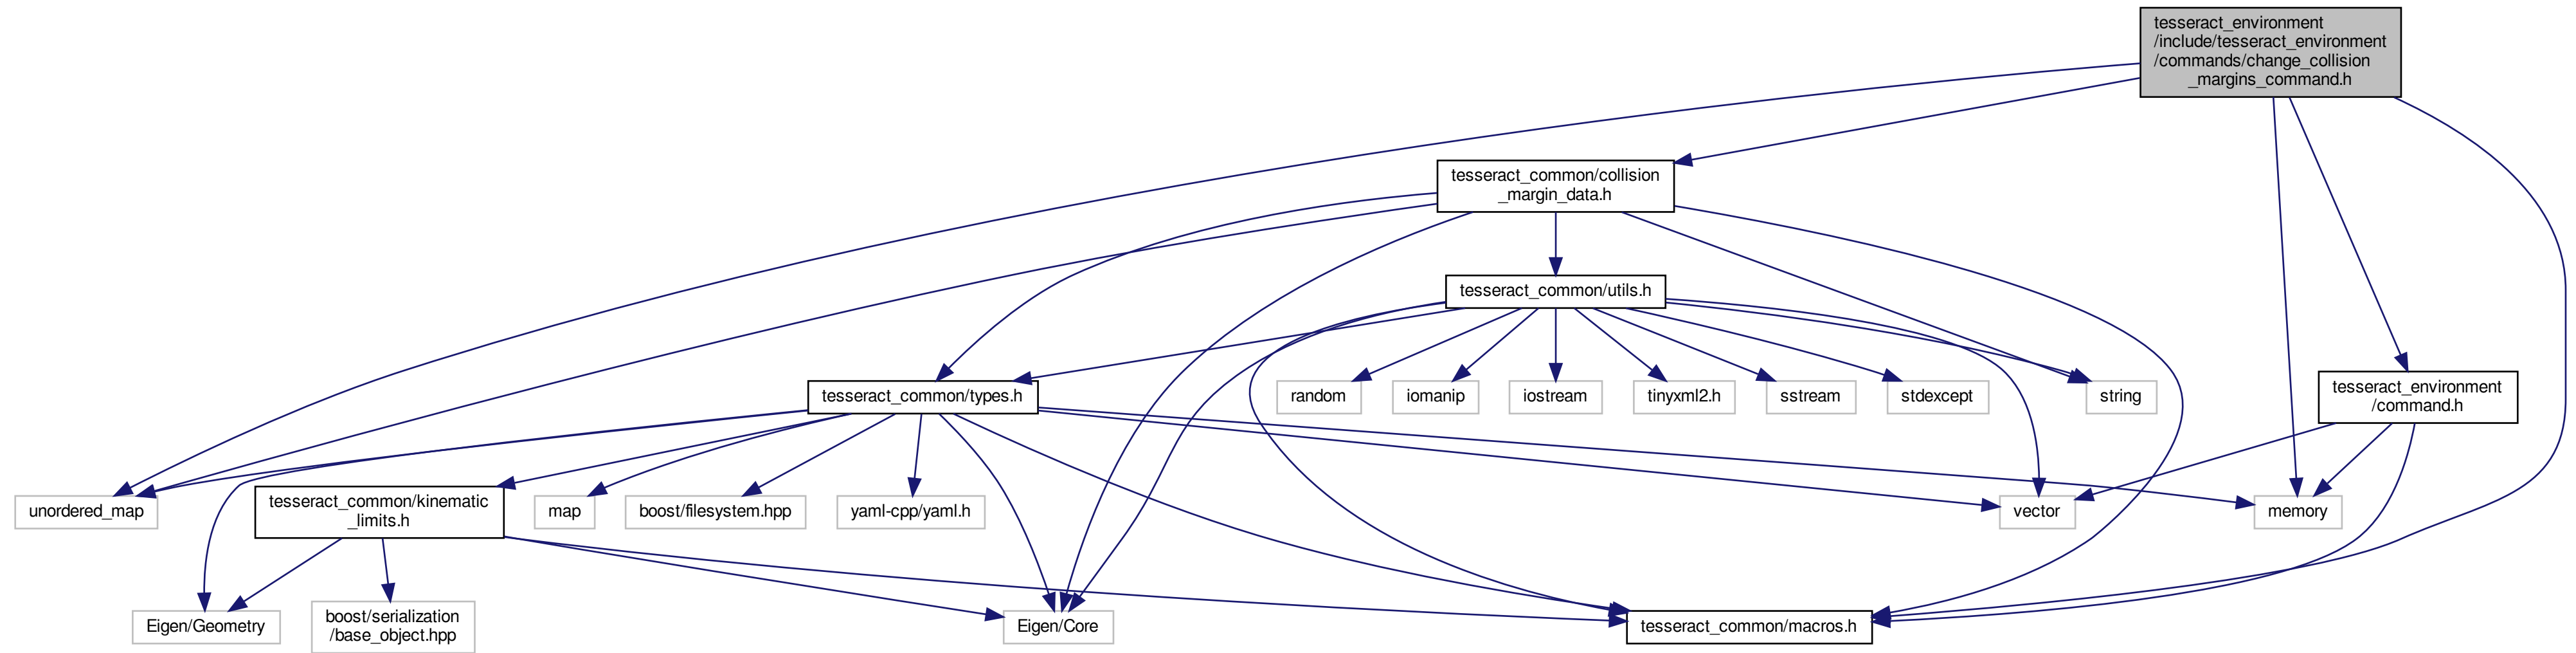 tesseract_environment
/include/tesseract_environment
/commands/change_collision
_margins_command.h
tesseract_common/collision
_margin_data.h
tesseract_common/utils.h
tesseract_common/types.h
random
iomanip
iostream
tinyxml2.h
sstream
stdexcept
string
tesseract_environment
/command.h
unordered_map
tesseract_common/kinematic
_limits.h
map
boost/filesystem.hpp
yaml-cpp/yaml.h
vector
memory
Eigen/Geometry
boost/serialization
/base_object.hpp
Eigen/Core
tesseract_common/macros.h